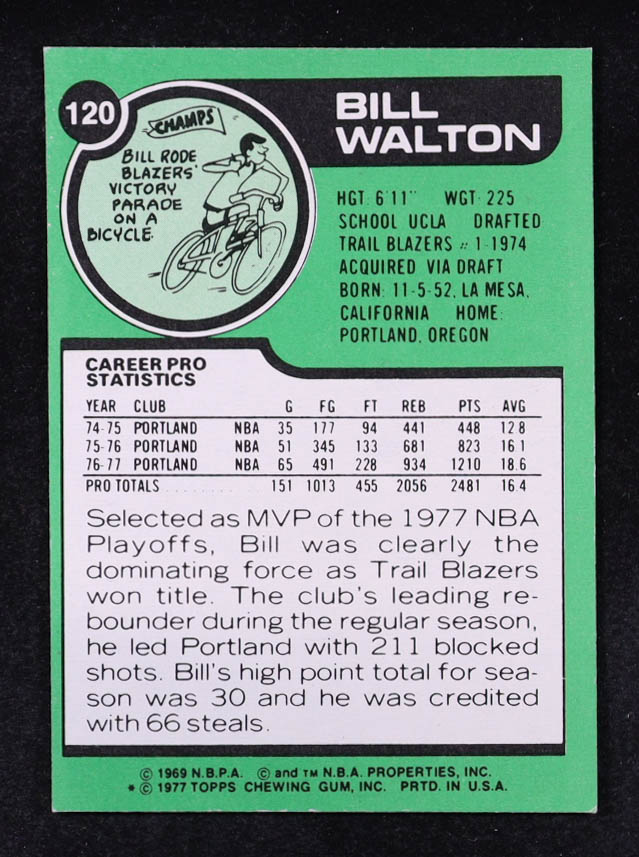 120
CHAMPS
BILL RODE
BLAZERS'
VICTORY
PARADE
ON A
BICYCLE.
BILL
WALTON
HGT: 6'11" WGT: 225
SCHOOL: UCLA DRAFTED:
TRAIL BLAZERS #1-1974
ACQUIRED: VIA DRAFT
BORN: 11-5-52, LA MESA,
CALIFORNIA HOME:
PORTLAND, OREGON
CAREER PRO
STATISTICS
YEAR CLUB G FG FT REB PTS AVG
74-75 PORTLAND NBA 35 177 94 441 448 12.8
75-76 PORTLAND NBA 51 345 133 681 823 16.1
76-77 PORTLAND NBA 65 491 228 934 1210 18.6
PRO TOTALS . . . . . . . . 151 1013 455 2056 2481 16.4
Selected as MVP of the 1977 NBA
Playoffs, Bill was clearly the
dominating force as Trail Blazers
won title. The club's leading re-
bounder during the regular season,
he led Portland with 211 blocked
shots. Bill's high point total for sea-
son was 30 and he was credited
with 66 steals.
© 1969 N.B.P.A. © and TM N.B.A. PROPERTIES, INC.
* © 1977 TOPPS CHEWING GUM, INC. PRTD. IN U.S.A.